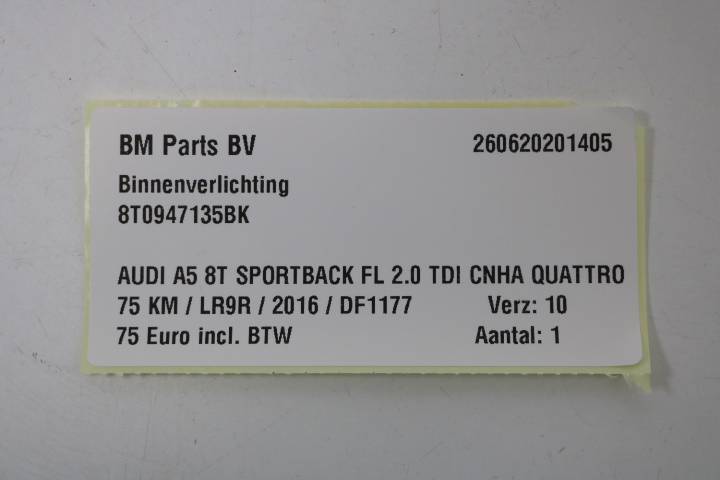 BM Parts BV 260620201405
Binnenverlichting
8T0947135BK
AUDI A5 8T SPORTBACK FL 2.0 TDI CNHA QUATTRO
75 KM / LR9R / 2016 / DF1177 Verz: 10
75 Euro incl. BTW Aantal: 1